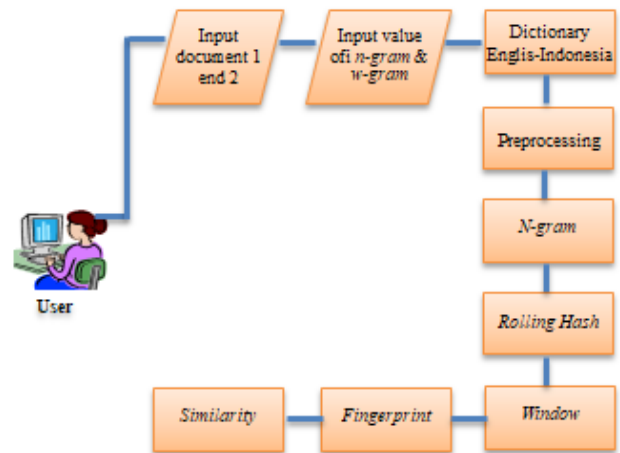 Input
document 1
end 2
Input value
ofi n-gram &
w-gram
Dictionary
Englis-Indonesia
Preprocessing
N-gram
Rolling Hash
Window
Fingerprint
Similarity
User